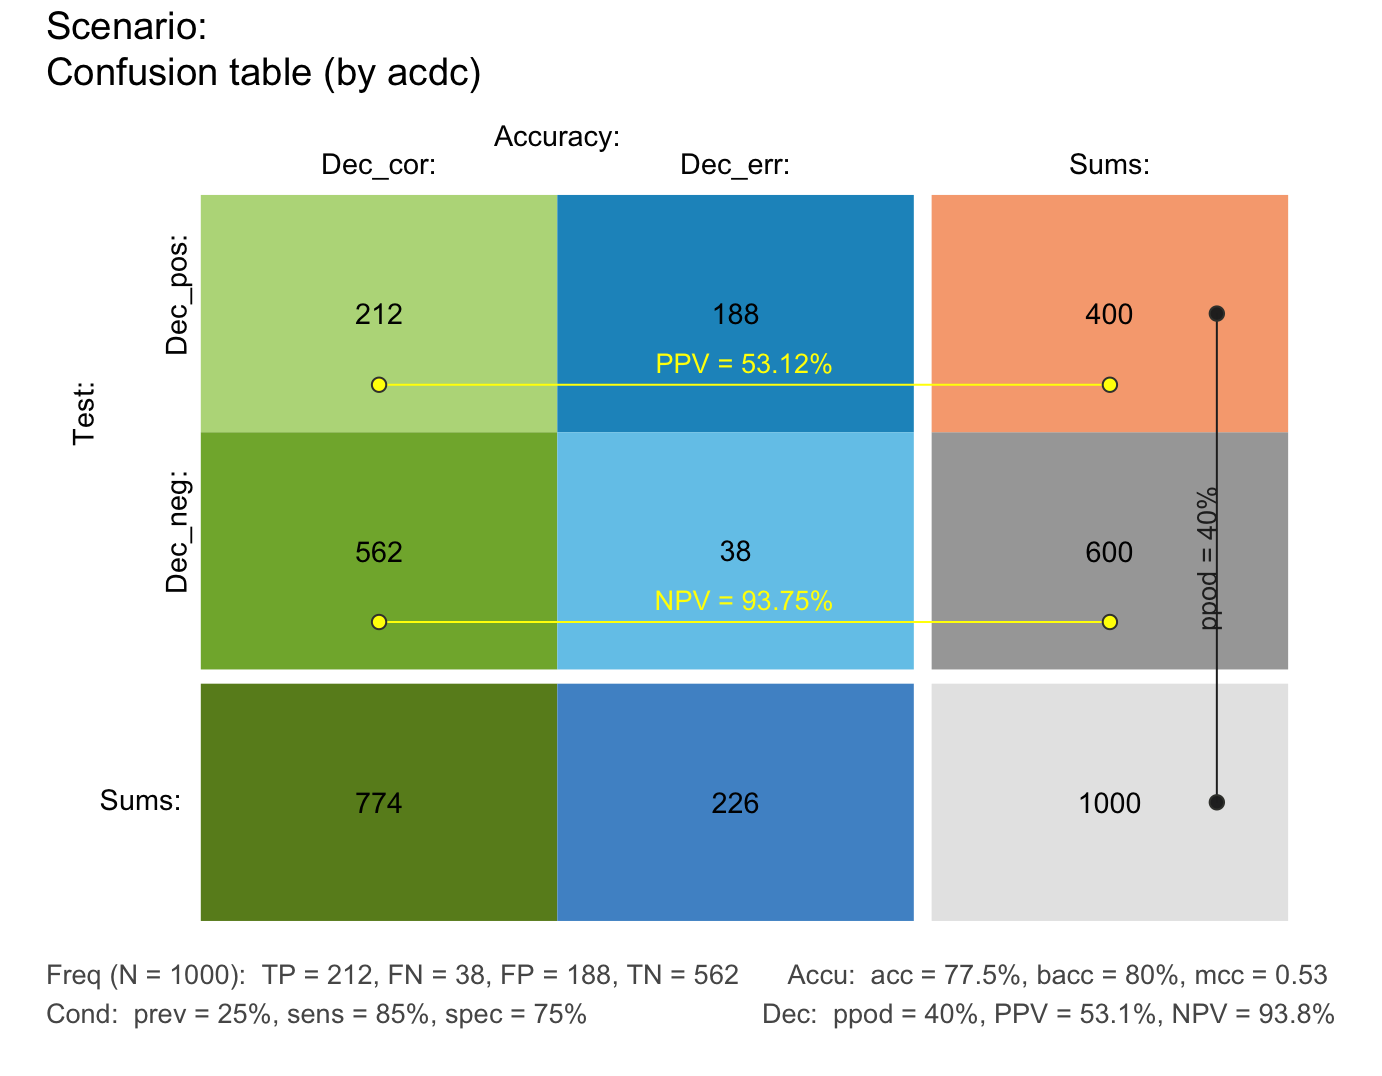 Scenario:
Confusion table (by acdc)
Accuracy:
Dec_cor:
Dec_err:
Sums:
Test:
Dec_pos:
212
188
400
PPV = 53.12%
Dec_neg:
562
38
600
NPV = 93.75%
ppod = 40%
Sums:
774
226
1000
Freq (N = 1000):  TP = 212, FN = 38, FP = 188, TN = 562
Accu:  acc = 77.5%, bacc = 80%, mcc = 0.53
Cond:  prev = 25%, sens = 85%, spec = 75%
Dec:  ppod = 40%, PPV = 53.1%, NPV = 93.8%